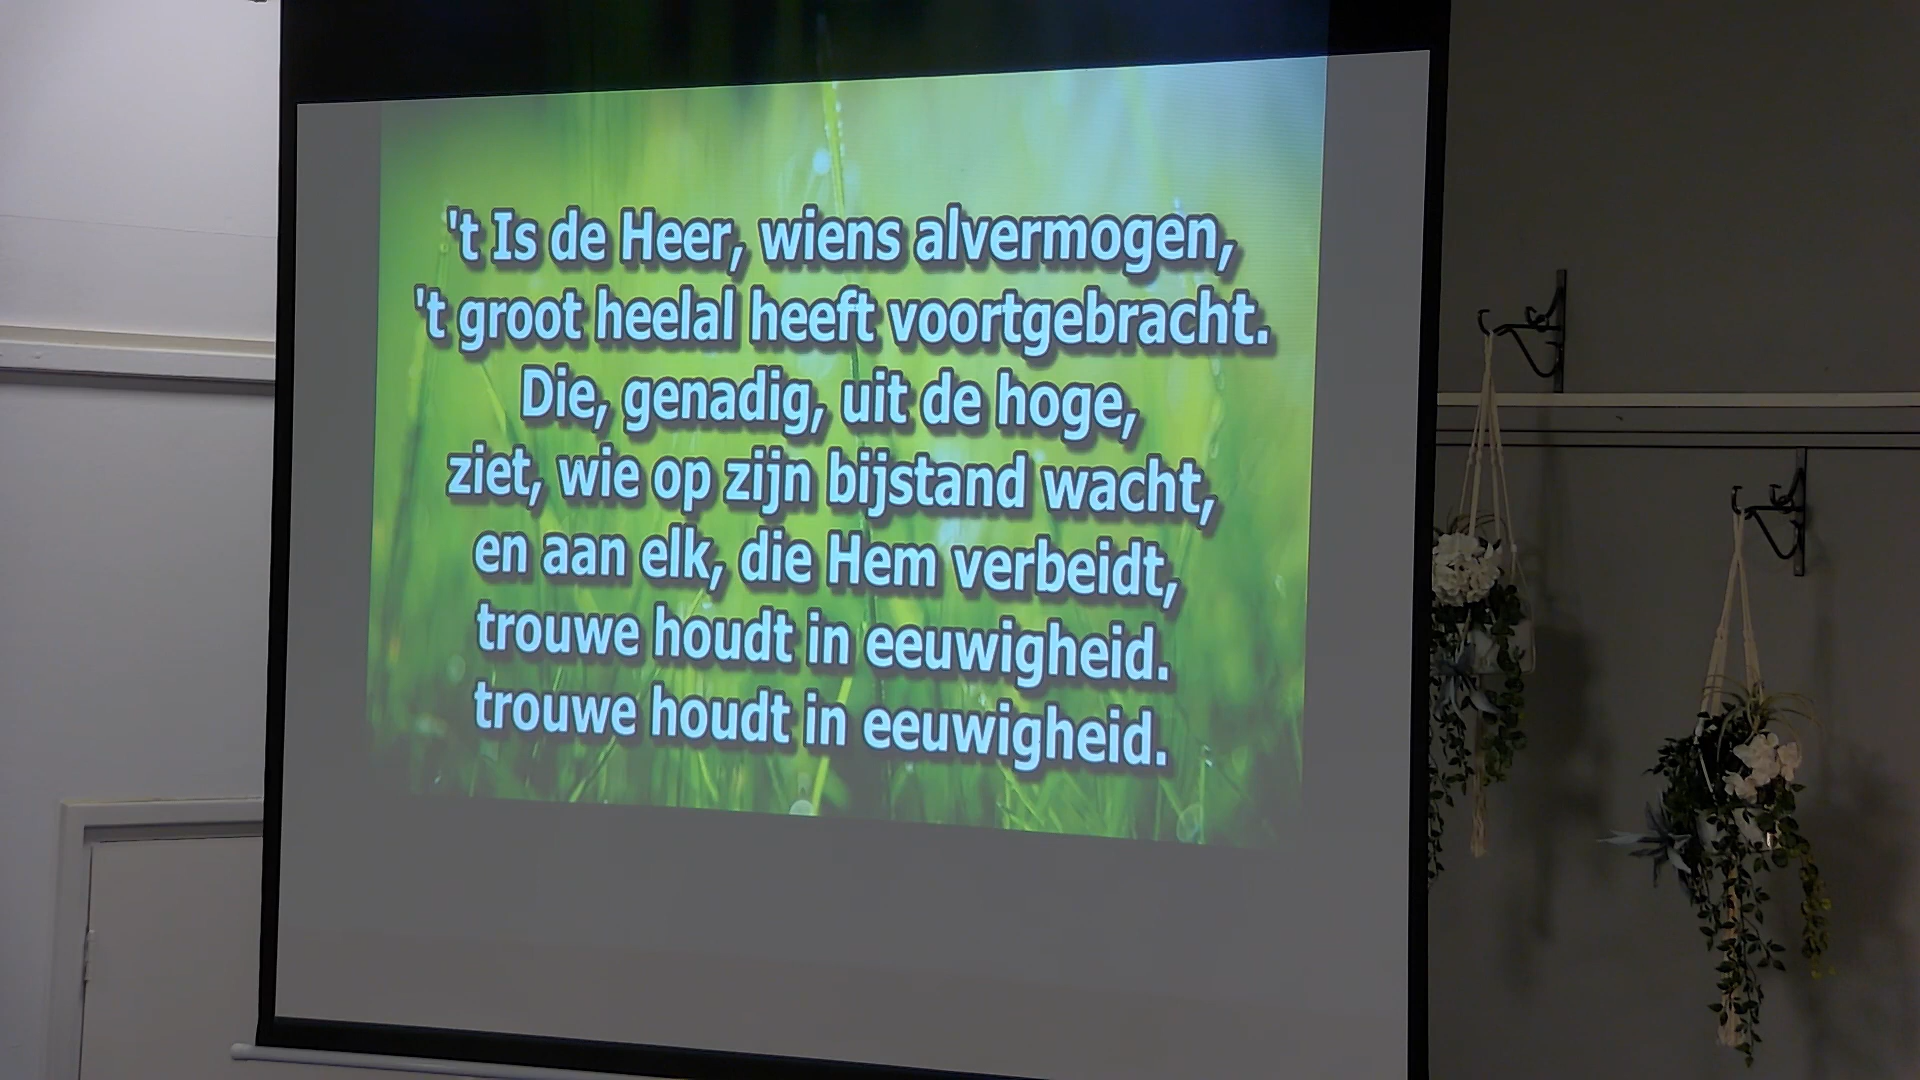 't Is de Heer, wiens alvermogen,
't groot heelal heeft voortgebracht.
Die, genadig, uit de hoge,
ziet, wie op zijn bijstand wacht,
en aan elk, die Hem verbeidt,
trouwe houdt in eeuwigheid.
trouwe houdt in eeuwigheid.